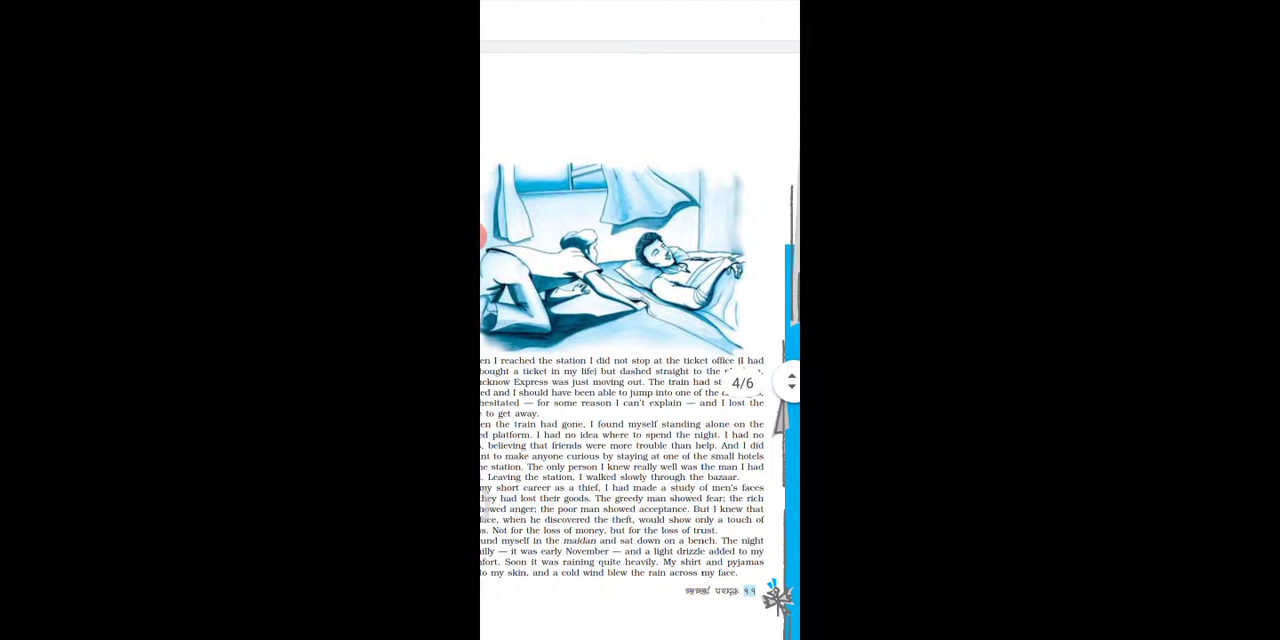 en I reached the station I did not stop at the ticket office (I had
bought a ticket in my life) but dashed straight to the
cknow Express was just moving out. The train had st
ed and I should have been able to jump into one of the
hesitated — for some reason I can't explain — and I lost the
e to get away.
en the train had gone, I found myself standing alone on the
ed platform. I had no idea where to spend the night. I had no
s, believing that friends were more trouble than help. And I did
nt to make anyone curious by staying at one of the small hotels
he station. The only person I knew really well was the man I had
. Leaving the station, I walked slowly through the bazaar.
my short career as a thief, I had made a study of men's faces
they had lost their goods. The greedy man showed fear; the rich
howed anger; the poor man showed acceptance. But I knew that
face, when he discovered the theft, would show only a touch of
ss. Not for the loss of money, but for the loss of trust.
und myself in the maidan and sat down on a bench. The night
illy — it was early November — and a light drizzle added to my
fort. Soon it was raining quite heavily. My shirt and pyjamas
to my skin, and a cold wind blew the rain across my face.
4/6